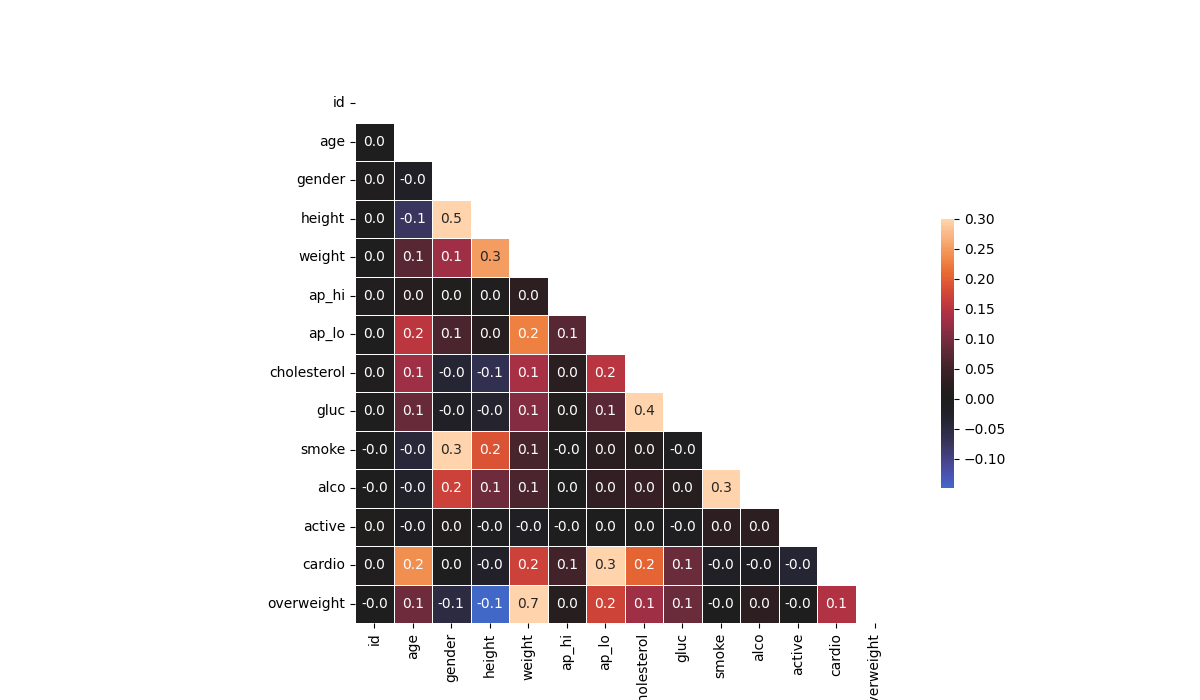 id
age 0.0
gender 0.0 -0.0
height 0.0 -0.1 0.5
weight 0.0 0.1 0.1 0.3
ap_hi 0.0 0.0 0.0 0.0 0.0
ap_lo 0.0 0.2 0.1 0.0 0.2 0.1
cholesterol 0.0 0.1 -0.0 -0.1 0.1 0.0 0.2
gluc 0.0 0.1 -0.0 -0.0 0.1 0.0 0.1 0.4
smoke -0.0 -0.0 0.3 0.2 0.1 -0.0 0.0 0.0 -0.0
alco -0.0 -0.0 0.2 0.1 0.1 0.0 0.0 0.0 0.0 0.3
active 0.0 -0.0 0.0 -0.0 -0.0 -0.0 0.0 0.0 -0.0 0.0 0.0
cardio 0.0 0.2 0.0 -0.0 0.2 0.1 0.3 0.2 0.1 -0.0 -0.0 -0.0
overweight -0.0 0.1 -0.1 -0.1 0.7 0.0 0.2 0.1 0.1 -0.0 0.0 -0.0 0.1
id age gender height weight ap_hi ap_lo holesterol gluc smoke alco active cardio verweight
0.30
0.25
0.20
0.15
0.10
0.05
0.00
−0.05
−0.10